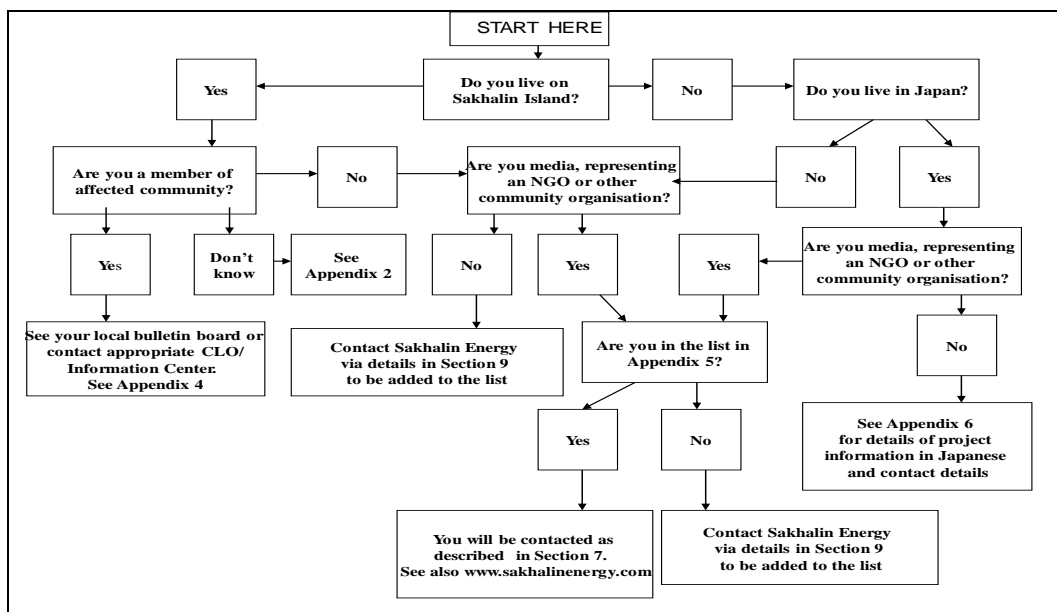 START HERE
Yes
Do you live on
Sakhalin Island?
No
Do you live in Japan?
Are you a member of
affected community?
No
Are you media, representing
an NGO or other
community organisation?
No
Yes
Yes
Don't
know
See
Appendix 2
No
Yes
Yes
Are you media, representing
an NGO or other
community organisation?
See your local bulletin board or
contact appropriate CLO/
Information Center.
See Appendix 4
Contact Sakhalin Energy
via details in Section 9
to be added to the list
Are you in the list in
Appendix 5?
No
Yes
No
See Appendix 6
for details of project
information in Japanese
and contact details
You will be contacted as
described in Section 7.
See also www.sakhalinenergy.com
Contact Sakhalin Energy
via details in Section 9
to be added to the list